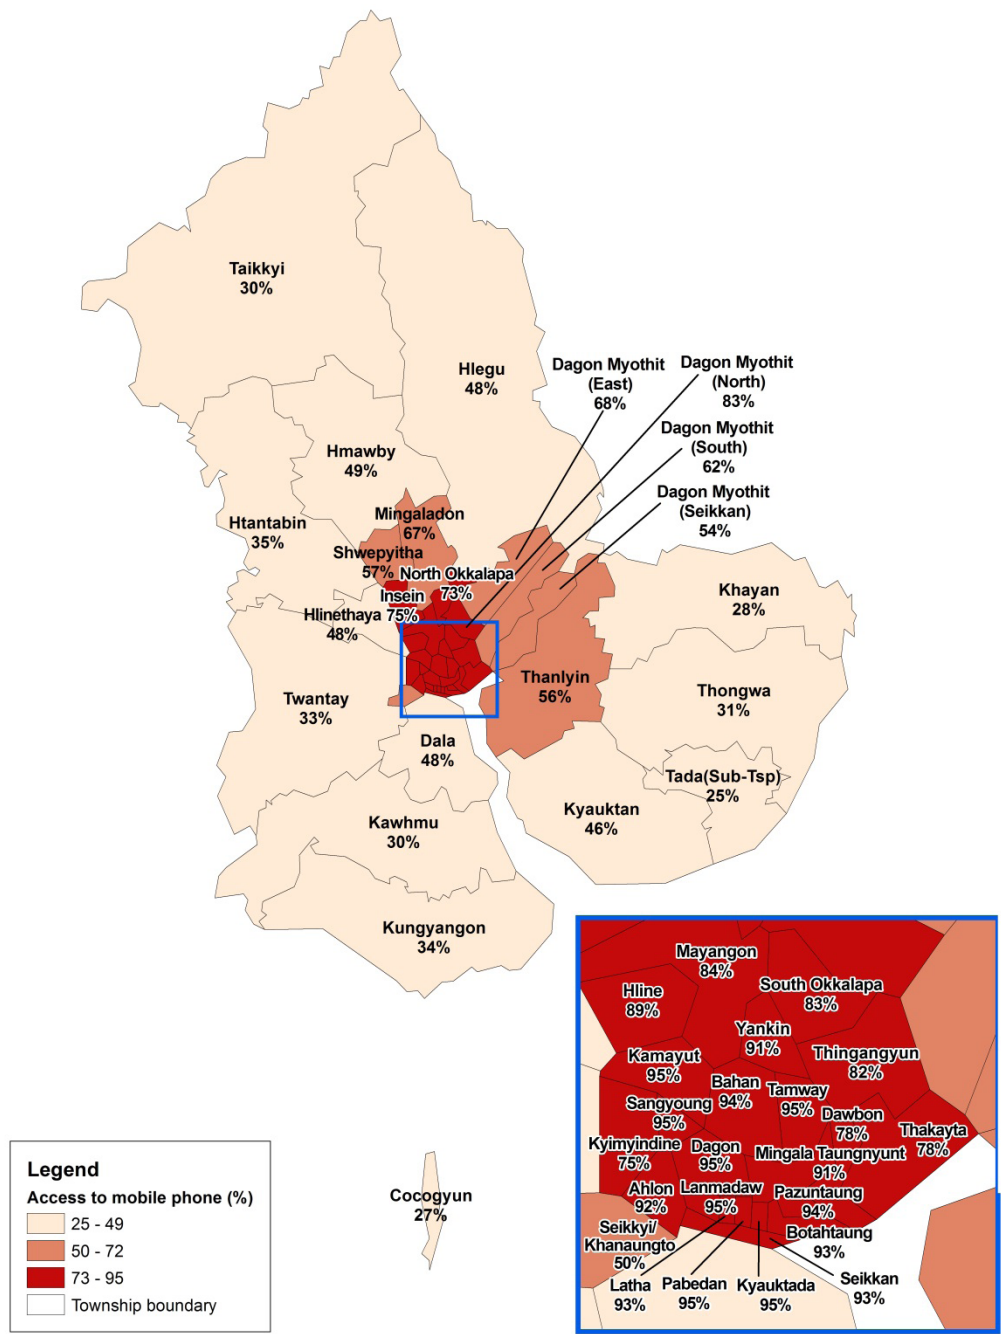 Taikkyi
30%
Hlegu
48%
Dagon Myothit
(East)
68%
Dagon Myothit
(North)
83%
Dagon Myothit
(South)
62%
Dagon Myothit
(Seikkan)
54%
Hmawby
49%
Htantabin
35%
Mingaladon
67%
Shwepyitha
57%
North Okkalapa
73%
Insein
75%
Hlinethaya
48%
Khayan
28%
Twantay
33%
Thanlyin
56%
Thongwa
31%
Dala
48%
Tada(Sub-Tsp)
25%
Kyauktan
46%
Kawhmu
30%
Kungyangon
34%
Cocogyun
27%
Mayangon
84%
South Okkalapa
83%
Hline
89%
Yankin
91%
Thingangyun
82%
Kamayut
95%
Bahan
94%
Tamway
95%
Sangyoung
95%
Dawbon
78%
Thakayta
78%
Kyimyindine
75%
Dagon
95%
Mingala Taungnyunt
91%
Ahlon
92%
Lanmadaw
95%
Pazuntaung
94%
Seikkyi/
Khanaungto
50%
Botahtaung
93%
Latha
93%
Pabedan
95%
Kyauktada
95%
Seikkan
93%
Legend
Access to mobile phone (%)
25 - 49
50 - 72
73 - 95
Township boundary